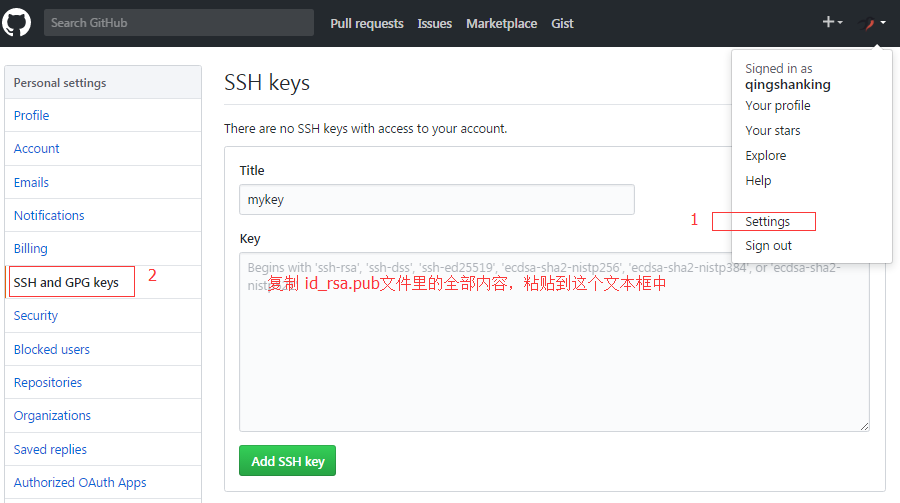 Search GitHub
Pull requests Issues Marketplace Gist
Signed in as
qingshanking
Your profile
Your stars
Explore
Help
1 Settings
Sign out
Personal settings
Profile
Account
Emails
Notifications
Billing
SSH and GPG keys 2
Security
Blocked users
Repositories
Organizations
Saved replies
Authorized OAuth Apps
SSH keys
There are no SSH keys with access to your account.
Title
mykey
Key
Begins with 'ssh-rsa', 'ssh-dss', 'ssh-ed25519', 'ecdsa-sha2-nistp256', 'ecdsa-sha2-nistp384', or 'ecdsa-sha2-
复制 id_rsa.pub文件里的全部内容，粘贴到这个文本框中
Add SSH key